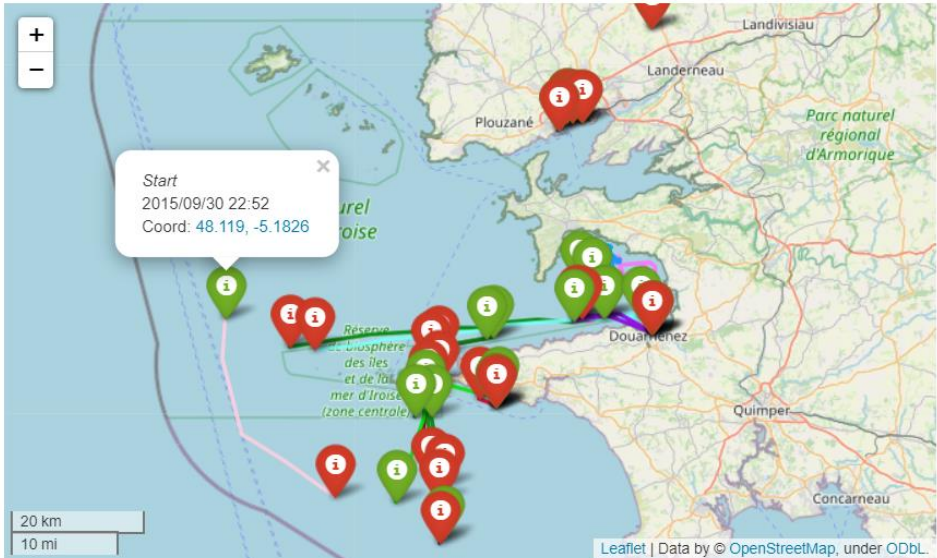 +
−
Landivisiau
Landerneau
Plouzané
Parc naturel
régional
d'Armorique
×
Start
2015/09/30 22:52
Coord: 48.119, -5.1826
urel
roise
Réserve
de biosphère
des îles
et de la
mer d'Iroise
(zone centrale)
Douarnenez
Quimper
Concarneau
20 km
10 mi
Leaflet | Data by © OpenStreetMap, under ODbL.